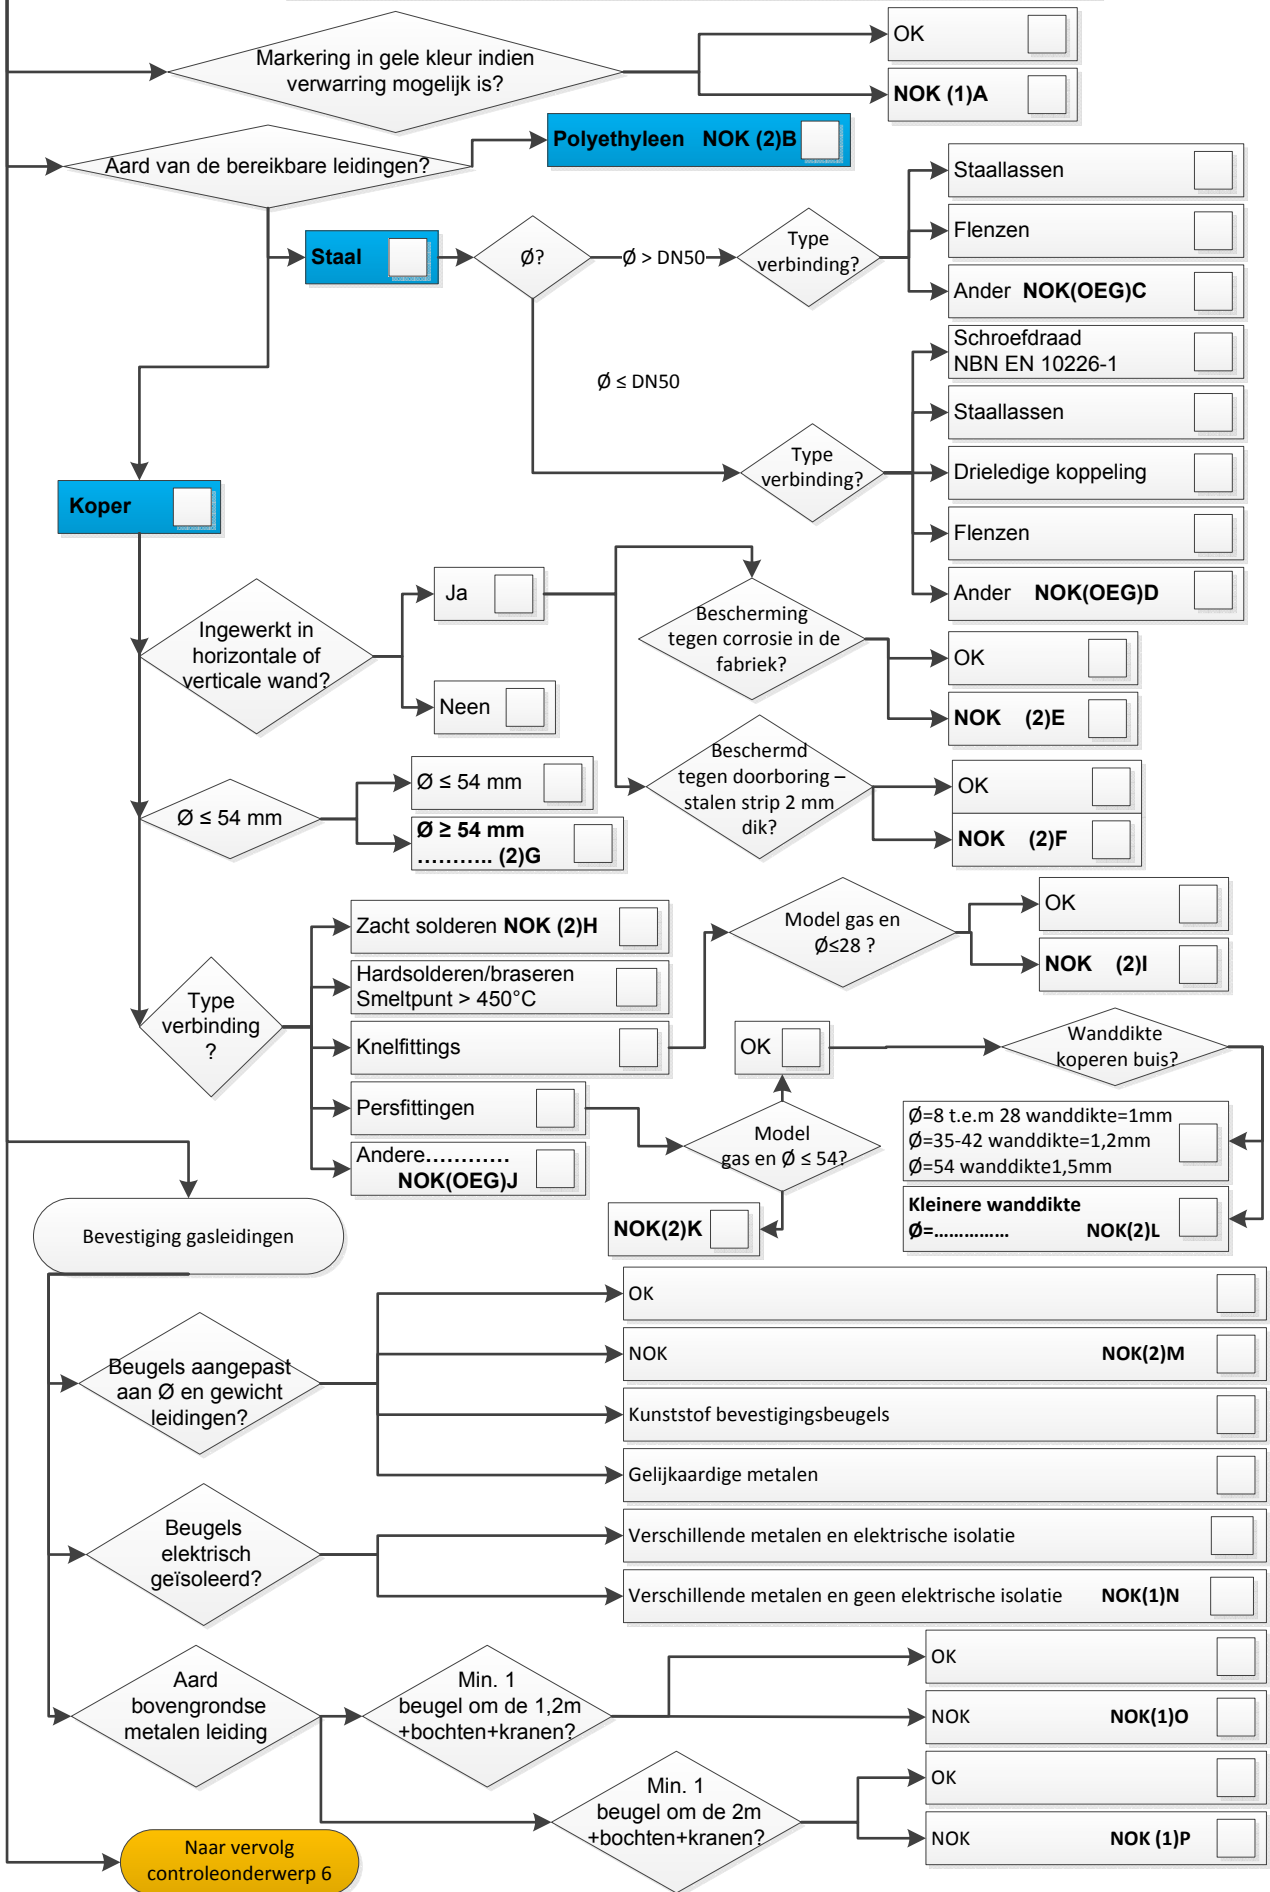 Markering in gele kleur indien
verwarring mogelijk is?
OK
NOK (1)A
Aard van de bereikbare leidingen?
Polyethyleen NOK (2)B
Staal
Ø?
Ø > DN50
Type
verbinding?
Staallassen
Flenzen
Ander NOK(OEG)C
Ø ≤ DN50
Type
verbinding?
Schroefdraad
NBN EN 10226-1
Staallassen
Drieledige koppeling
Flenzen
Ander NOK(OEG)D
Koper
Ingewerkt in
horizontale of
verticale wand?
Ja
Neen
Bescherming
tegen corrosie in de
fabriek?
OK
NOK (2)E
Beschermd
tegen doorboring –
stalen strip 2 mm
dik?
OK
NOK (2)F
Ø ≤ 54 mm
Ø ≤ 54 mm
Ø ≥ 54 mm
……….. (2)G
Type
verbinding
?
Zacht solderen NOK (2)H
Hardsolderen/braseren
Smeltpunt > 450°C
Knelfittings
Persfittingen
Andere…………
NOK(OEG)J
Model gas en
Ø≤28 ?
OK
NOK (2)I
Model
gas en Ø ≤ 54?
OK
NOK(2)K
Wanddikte
koperen buis?
Ø=8 t.e.m 28 wanddikte=1mm
Ø=35-42 wanddikte=1,2mm
Ø=54 wanddikte1,5mm
Kleinere wanddikte
Ø=…………… NOK(2)L
Bevestiging gasleidingen
Beugels aangepast
aan Ø en gewicht
leidingen?
OK
NOK NOK(2)M
Kunststof bevestigingsbeugels
Gelijkaardige metalen
Beugels
elektrisch
geïsoleerd?
Verschillende metalen en elektrische isolatie
Verschillende metalen en geen elektrische isolatie NOK(1)N
Aard
bovengrondse
metalen leiding
Min. 1
beugel om de 1,2m
+bochten+kranen?
OK
NOK NOK(1)O
Min. 1
beugel om de 2m
+bochten+kranen?
OK
NOK NOK (1)P
Naar vervolg
controleonderwerp 6